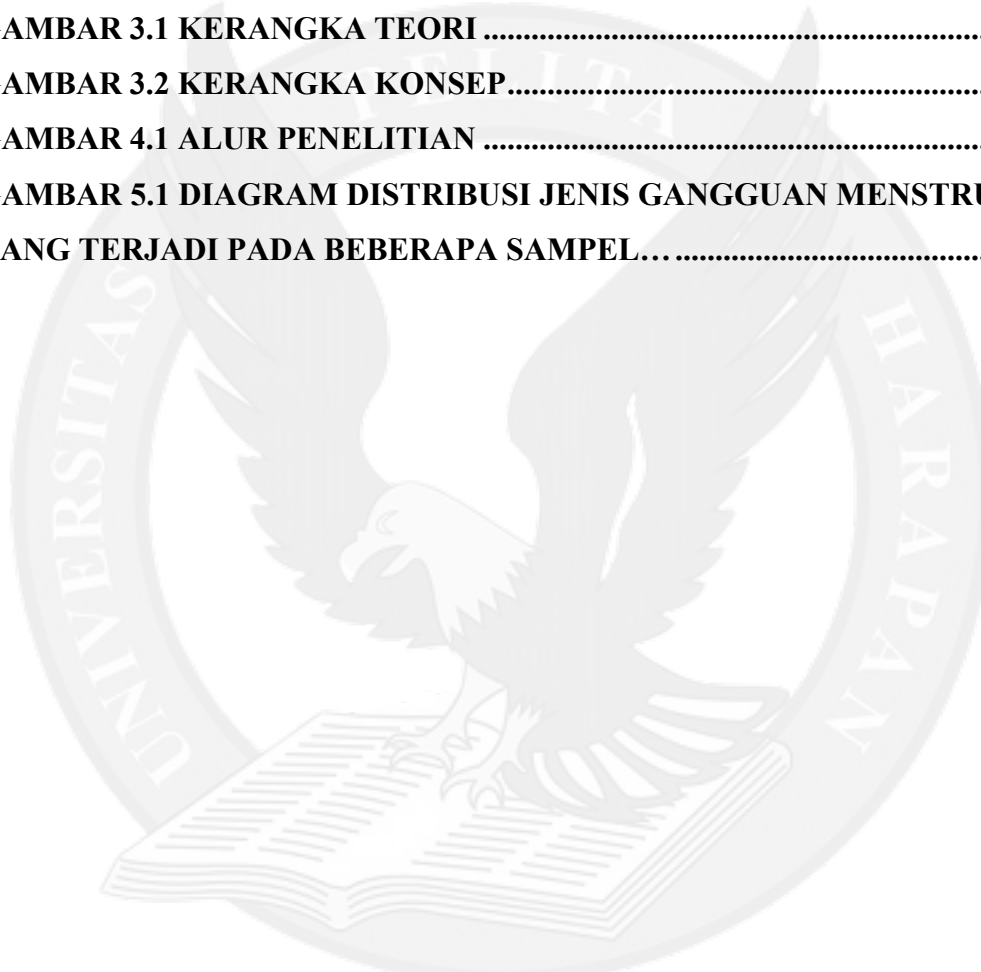 AMBAR 3.1 KERANGKA TEORI ............................................................
AMBAR 3.2 KERANGKA KONSEP.........................................................
AMBAR 4.1 ALUR PENELITIAN ............................................................
AMBAR 5.1 DIAGRAM DISTRIBUSI JENIS GANGGUAN MENSTRU
ANG TERJADI PADA BEBERAPA SAMPEL….....................................
UNIVERSITAS PELITA HARAPAN